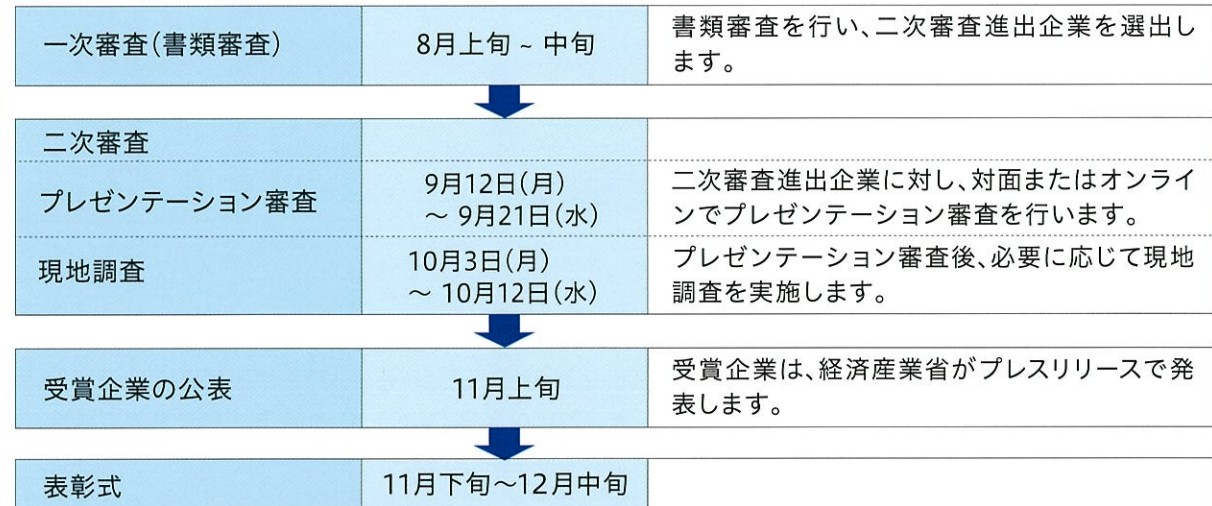 一次審査(書類審査)
8月上旬 ~ 中旬
書類審査を行い、二次審査進出企業を選出し
ます。
二次審査
プレゼンテーション審査
9月12日(月)
~ 9月21日(水)
二次審査進出企業に対し、対面またはオンライ
ンでプレゼンテーション審査を行います。
現地調査
10月3日(月)
~ 10月12日(水)
プレゼンテーション審査後、必要に応じて現地
調査を実施します。
受賞企業の公表
11月上旬
受賞企業は、経済産業省がプレスリリースで発
表します。
表彰式
11月下旬~12月中旬